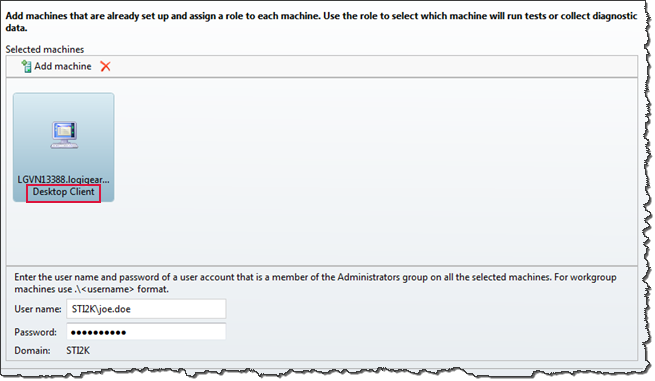 Add machines that are already set up and assign a role to each machine. Use the role to select which machine will run tests or collect diagnostic
data.
Selected machines
Add machine
LGVN13388.logigear...
Desktop Client
Enter the user name and password of a user account that is a member of the Administrators group on all the selected machines. For workgroup
machines use .\<username> format.
User name: STI2K\joe.doe
Password: ●●●●●●●●●●
Domain: STI2K